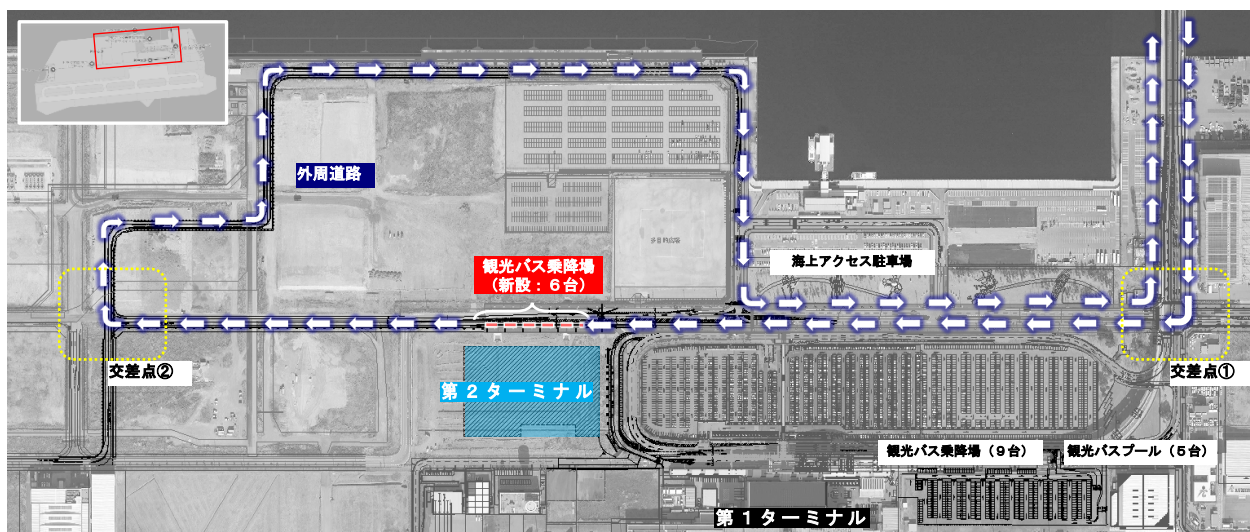 外周道路
観光バス乗降場
（新設：６台）
海上アクセス駐車場
交差点②
交差点①
第２ターミナル
観光バス乗降場（９台）
観光バスプール（５台）
第１ターミナル